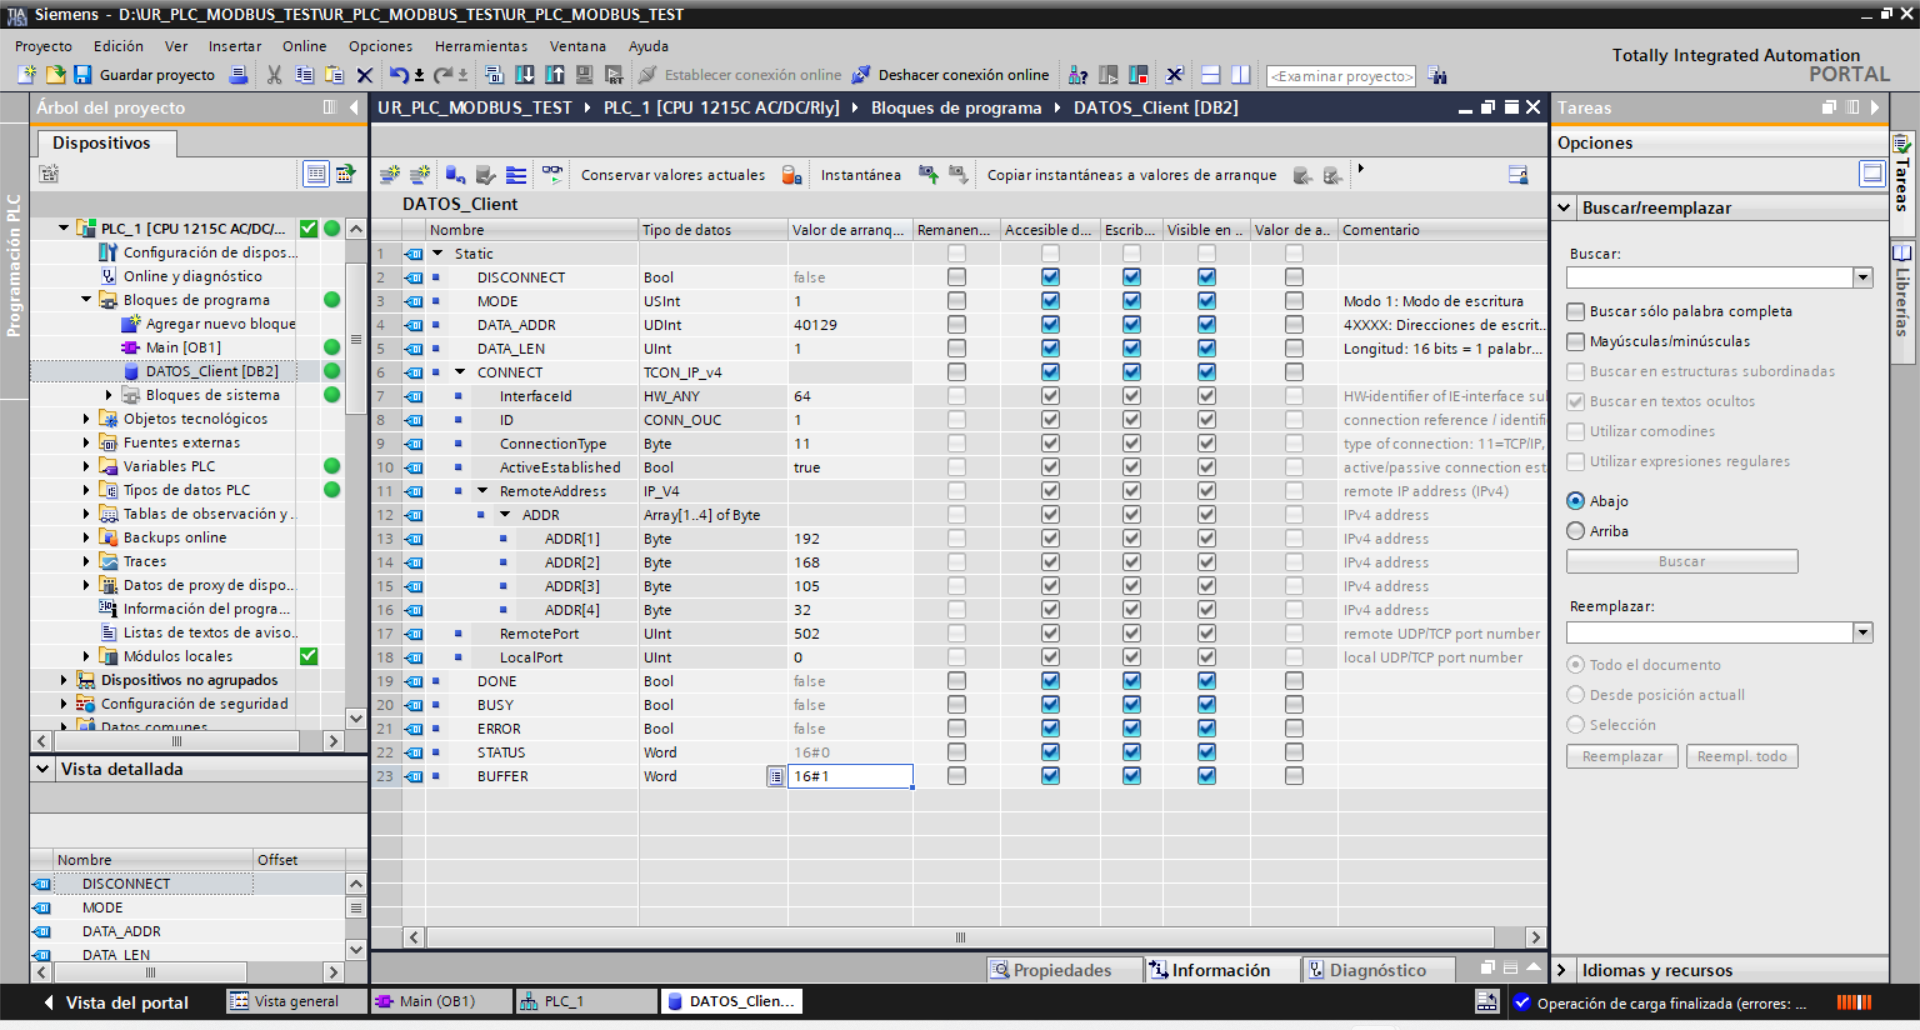 Siemens - D:\UR_PLC_MODBUS_TEST\UR_PLC_MODBUS_TEST\UR_PLC_MODBUS_TEST
Proyecto Edición Ver Insertar Online Opciones Herramientas Ventana Ayuda
Totally Integrated Automation
PORTAL
Guardar proyecto Establecer conexión online Deshacer conexión online <Examinar proyecto>
Árbol del proyecto
UR_PLC_MODBUS_TEST PLC_1 [CPU 1215C AC/DC/Rly] Bloques de programa DATOS_Client [DB2]
Tareas
Dispositivos
Opciones
Programación PLC
Tareas
Librerías
Conservar valores actuales Instantánea Copiar instantáneas a valores de arranque
DATOS_Client
PLC_1 [CPU 1215C AC/DC/...
Configuración de dispos...
Online y diagnóstico
Bloques de programa
Agregar nuevo bloque
Main [OB1]
DATOS_Client [DB2]
Bloques de sistema
Objetos tecnológicos
Fuentes externas
Variables PLC
Tipos de datos PLC
Tablas de observación y ..
Backups online
Traces
Datos de proxy de dispo..
Información del progra...
Listas de textos de aviso..
Módulos locales
Dispositivos no agrupados
Configuración de seguridad
Datos comunes
Nombre Tipo de datos Valor de arranq... Remanen... Accesible d... Escrib... Visible en .. Valor de a.. Comentario
1 Static
2 DISCONNECT Bool false
3 MODE USInt 1 Modo 1: Modo de escritura
4 DATA_ADDR UDInt 40129 4XXXX: Direcciones de escrit..
5 DATA_LEN UInt 1 Longitud: 16 bits = 1 palabr...
6 CONNECT TCON_IP_v4
7 InterfaceId HW_ANY 64 HW-identifier of IE-interface su
8 ID CONN_OUC 1 connection reference / identifi
9 ConnectionType Byte 11 type of connection: 11=TCP/IP,
10 ActiveEstablished Bool true active/passive connection est
11 RemoteAddress IP_V4 remote IP address (IPv4)
12 ADDR Array[1..4] of Byte IPv4 address
13 ADDR[1] Byte 192 IPv4 address
14 ADDR[2] Byte 168 IPv4 address
15 ADDR[3] Byte 105 IPv4 address
16 ADDR[4] Byte 32 IPv4 address
17 RemotePort UInt 502 remote UDP/TCP port number
18 LocalPort UInt 0 local UDP/TCP port number
19 DONE Bool false
20 BUSY Bool false
21 ERROR Bool false
22 STATUS Word 16#0
23 BUFFER Word 16#1
Buscar/reemplazar
Buscar:
Buscar sólo palabra completa
Mayúsculas/minúsculas
Buscar en estructuras subordinadas
Buscar en textos ocultos
Utilizar comodines
Utilizar expresiones regulares
Abajo
Arriba
Buscar
Reemplazar:
Todo el documento
Desde posición actuall
Selección
Reemplazar Reempl. todo
Idiomas y recursos
Vista detallada
Nombre Offset
DISCONNECT
MODE
DATA_ADDR
DATA_LEN
Propiedades Información Diagnóstico
Vista del portal Vista general Main (OB1) PLC_1 DATOS_Clien... Operación de carga finalizada (errores: ...